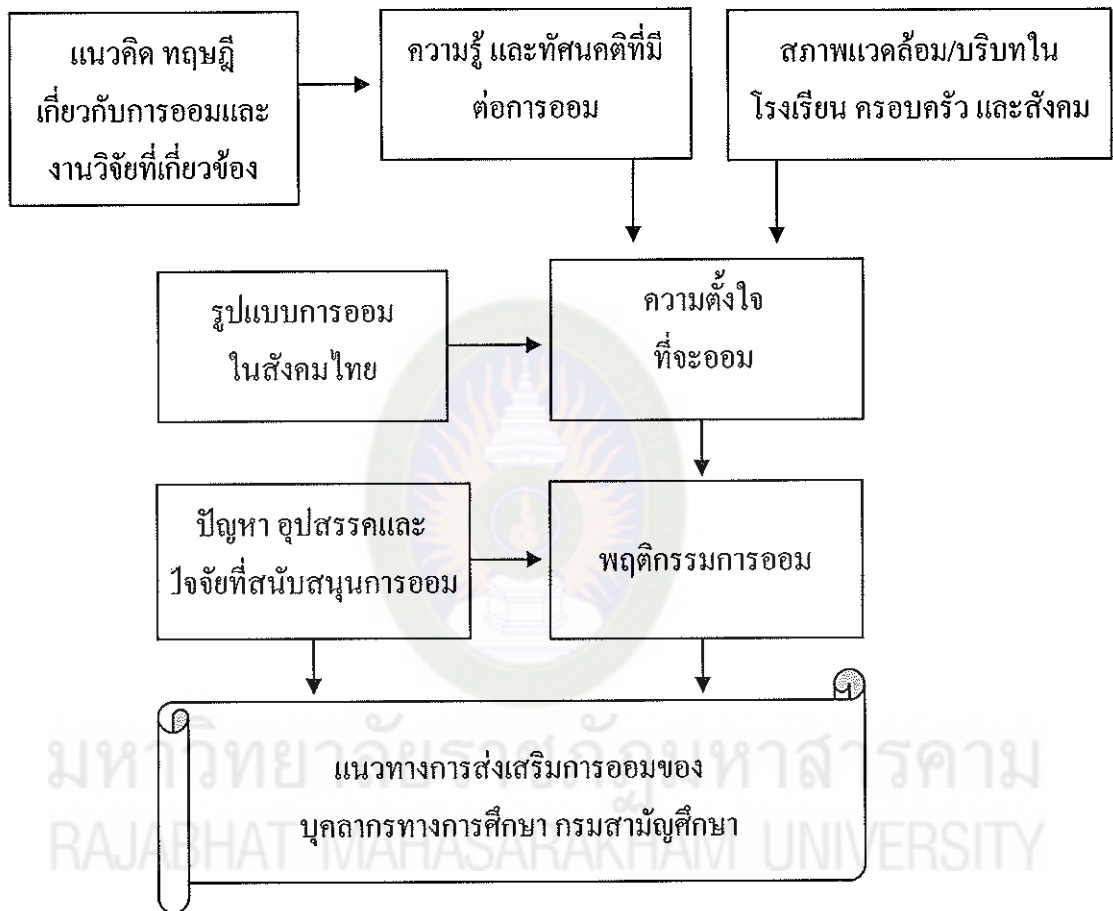 แนวคิด ทฤษฎี
เกี่ยวกับการออมและ
งานวิจัยที่เกี่ยวข้อง
ความรู้ และทัศนคติที่มี
ต่อการออม
สภาพแวดล้อม/บริบทใน
โรงเรียน ครอบครัว และสังคม
รูปแบบการออม
ในสังคมไทย
ความตั้งใจ
ที่จะออม
ปัญหา อุปสรรคและ
ปัจจัยที่สนับสนุนการออม
พฤติกรรมการออม
แนวทางการส่งเสริมการออมของ
บุคลากรทางการศึกษา กรมสามัญศึกษา
มหาวิทยาลัยราชภัฏมหาสารคาม
RAJABHAT MAHASARAKHAM UNIVERSITY